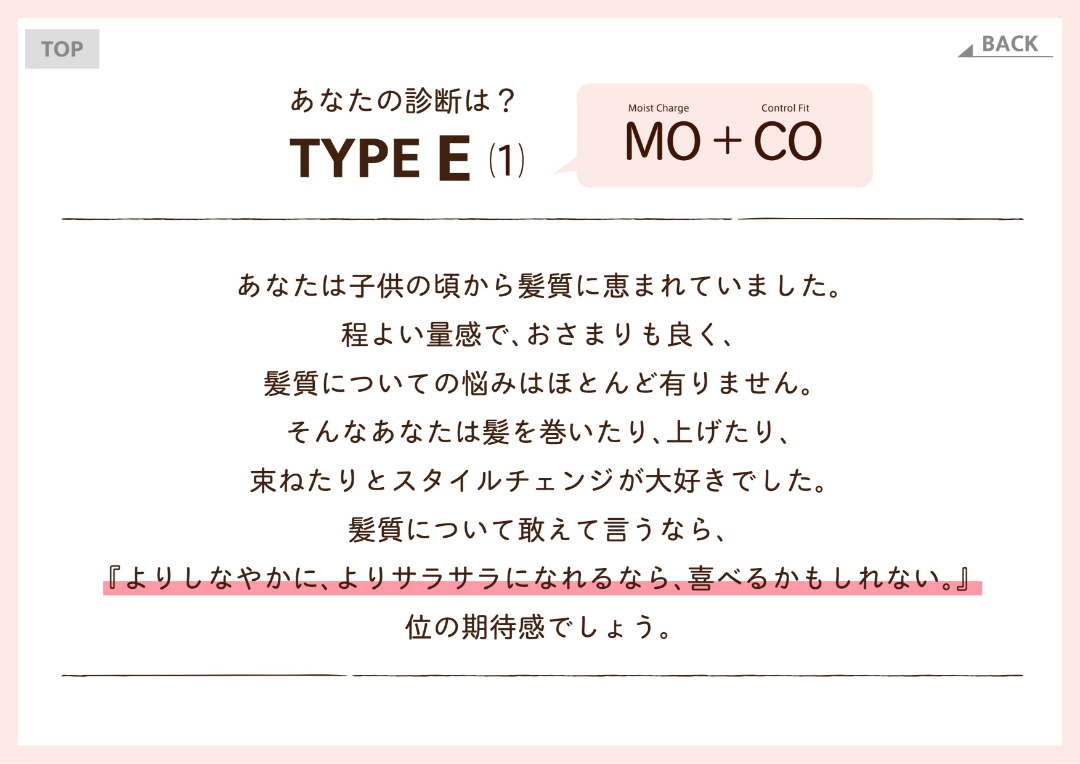 TOP
BACK
あなたの診断は？
TYPE E (1)
Moist Charge Control Fit
MO＋CO
あなたは子供の頃から髪質に恵まれていました。
程よい量感で、おさまりも良く、
髪質についての悩みはほとんど有りません。
そんなあなたは髪を巻いたり、上げたり、
束ねたりとスタイルチェンジが大好きでした。
髪質について敢えて言うなら、
『よりしなやかに、よりサラサラになれるなら、喜べるかもしれない。』
位の期待感でしょう。